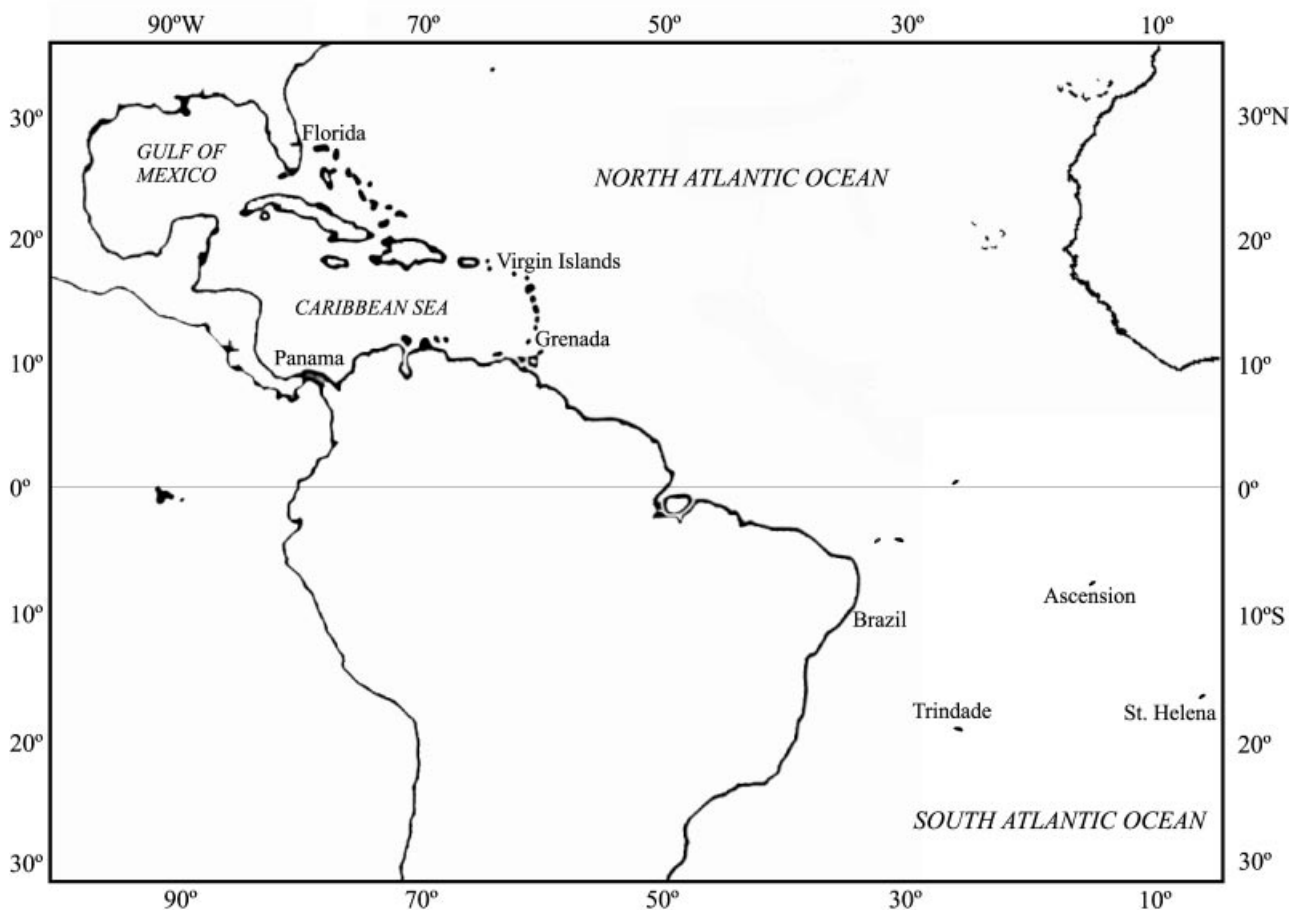 90ºW 70º 50º 30º 10º
30º 30ºN
Florida
GULF OF
MEXICO
NORTH ATLANTIC OCEAN
20º 20º
Virgin Islands
CARIBBEAN SEA
Grenada
Panama
10º 10º
0º 0º
Ascension
10º 10ºS
Brazil
Trindade
St. Helena
20º 20º
SOUTH ATLANTIC OCEAN
30º 30º
90º 70º 50º 30º 10º